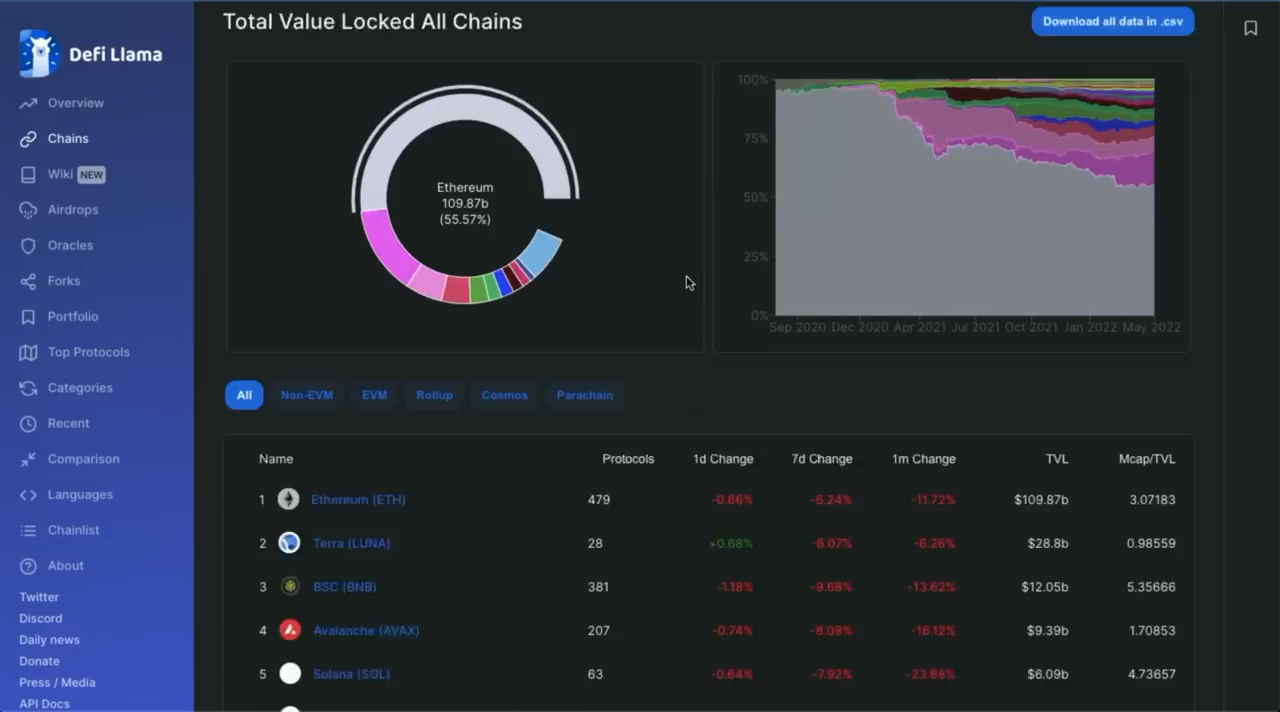 Total Value Locked All Chains
Download all data in .csv
Defi Llama
Overview
Chains
Wiki NEW
Airdrops
Oracles
Forks
Portfolio
Top Protocols
Categories
Recent
Comparison
Languages
Chainlist
About
Twitter
Discord
Daily news
Donate
Press / Media
API Docs
Ethereum
109.87b
(55.57%)
100%
75%
50%
25%
0%
Sep 2020 Dec 2020 Apr 2021 Jul 2021 Oct 2021 Jan 2022 May 2022
All Non-EVM EVM Rollup Cosmos Parachain
Name Protocols 1d Change 7d Change 1m Change TVL Mcap/TVL
1 Ethereum (ETH) 479 -0.66% -6.24% -11.72% $109.87b 3.07183
2 Terra (LUNA) 28 +0.68% -6.07% -6.26% $28.8b 0.98559
3 BSC (BNB) 381 -1.18% -9.68% -13.62% $12.05b 5.35666
4 Avalanche (AVAX) 207 -0.74% -8.08% -16.12% $9.39b 1.70853
5 Solana (SOL) 63 -0.64% -7.92% -23.88% $6.09b 4.73657